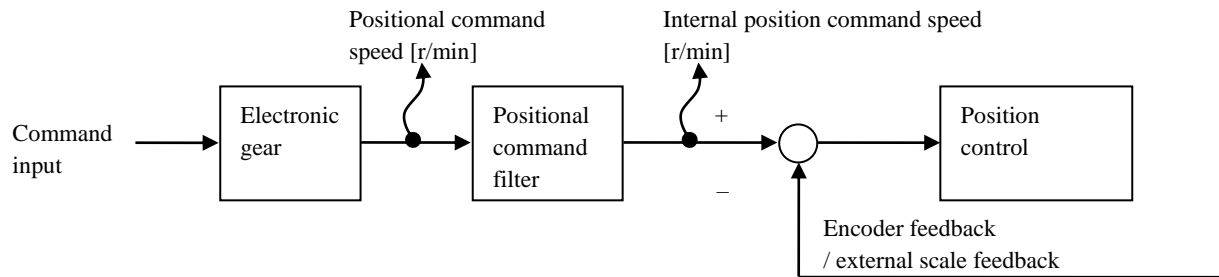 Positional command
speed [r/min]
Internal position command speed
[r/min]
Command
input
Electronic
gear
Positional
command
filter
+
−
Position
control
Encoder feedback
/ external scale feedback